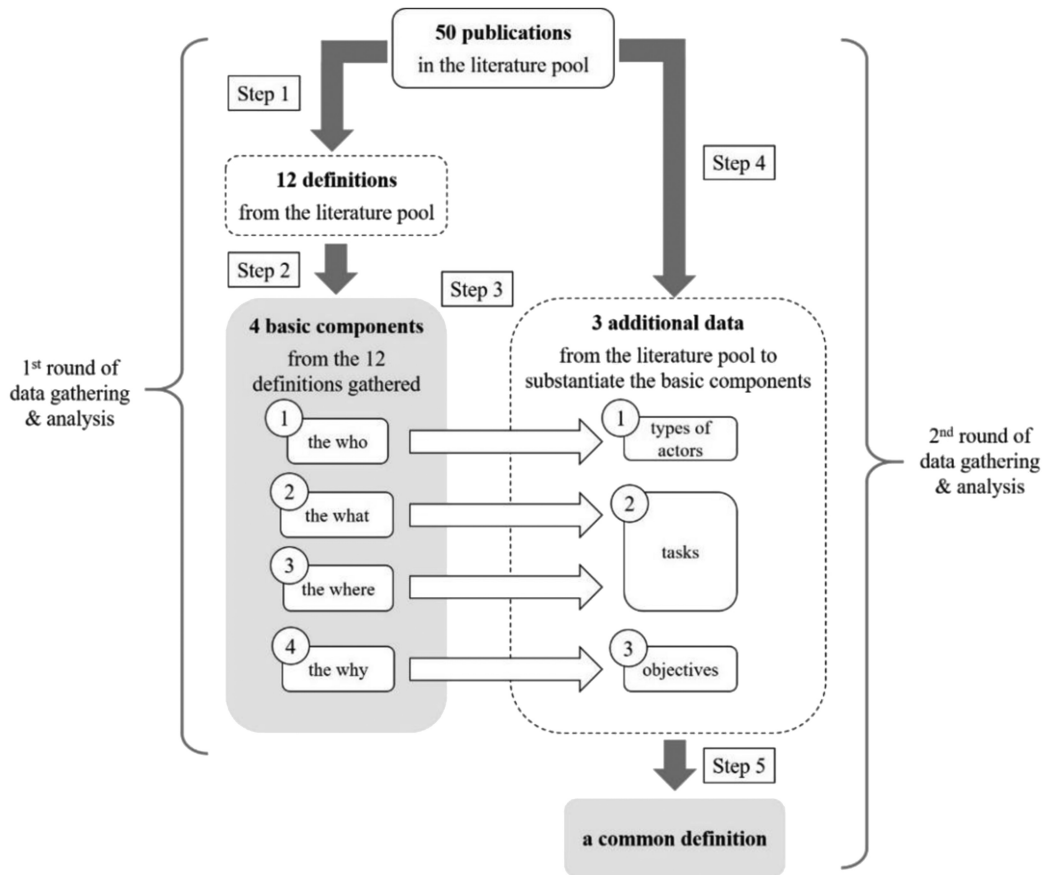 50 publications
in the literature pool
Step 1
Step 4
12 definitions
from the literature pool
Step 2
Step 3
4 basic components
from the 12
definitions gathered
1
the who
2
the what
3
the where
4
the why
3 additional data
from the literature pool to
substantiate the basic components
1
types of
actors
2
tasks
3
objectives
1st round of
data gathering
& analysis
2nd round of
data gathering
& analysis
Step 5
a common definition